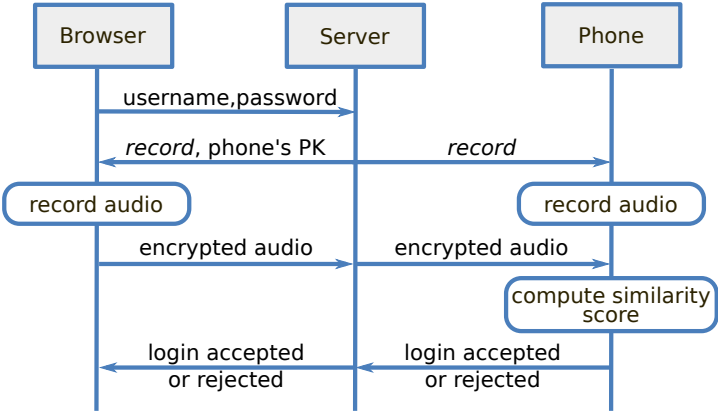 Browser
Server
Phone
username,password
record, phone's PK
record
record audio
record audio
encrypted audio
encrypted audio
compute similarity
score
login accepted
or rejected
login accepted
or rejected